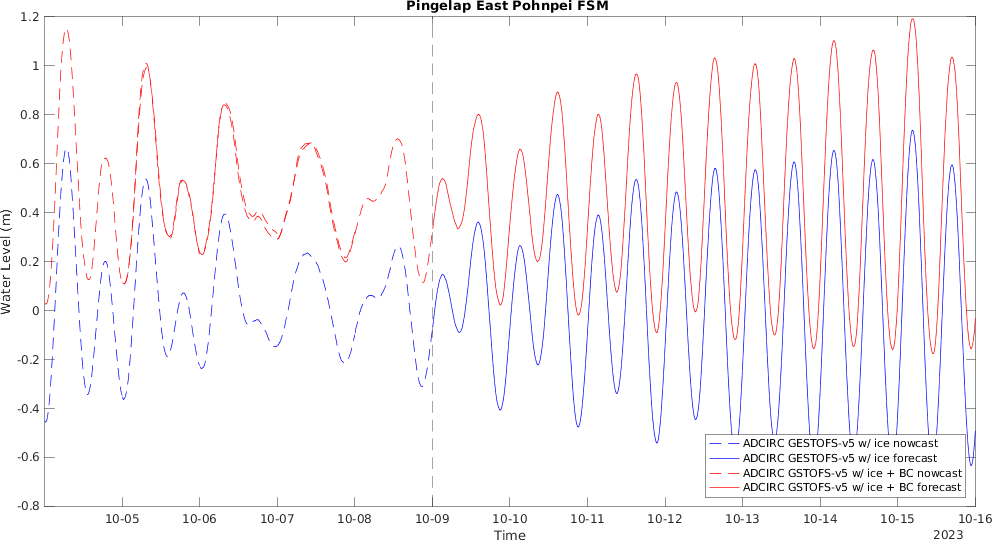 Pingelap East Pohnpei FSM
1.2
1
0.8
0.6
0.4
0.2
0
-0.2
-0.4
-0.6
-0.8
Water Level (m)
ADCIRC GESTOFS-v5 w/ ice nowcast
ADCIRC GESTOFS-v5 w/ ice forecast
ADCIRC GSTOFS-v5 w/ ice + BC nowcast
ADCIRC GSTOFS-v5 w/ ice + BC forecast
10-05 10-06 10-07 10-08 10-09 10-10 10-11 10-12 10-13 10-14 10-15 10-16
Time
2023